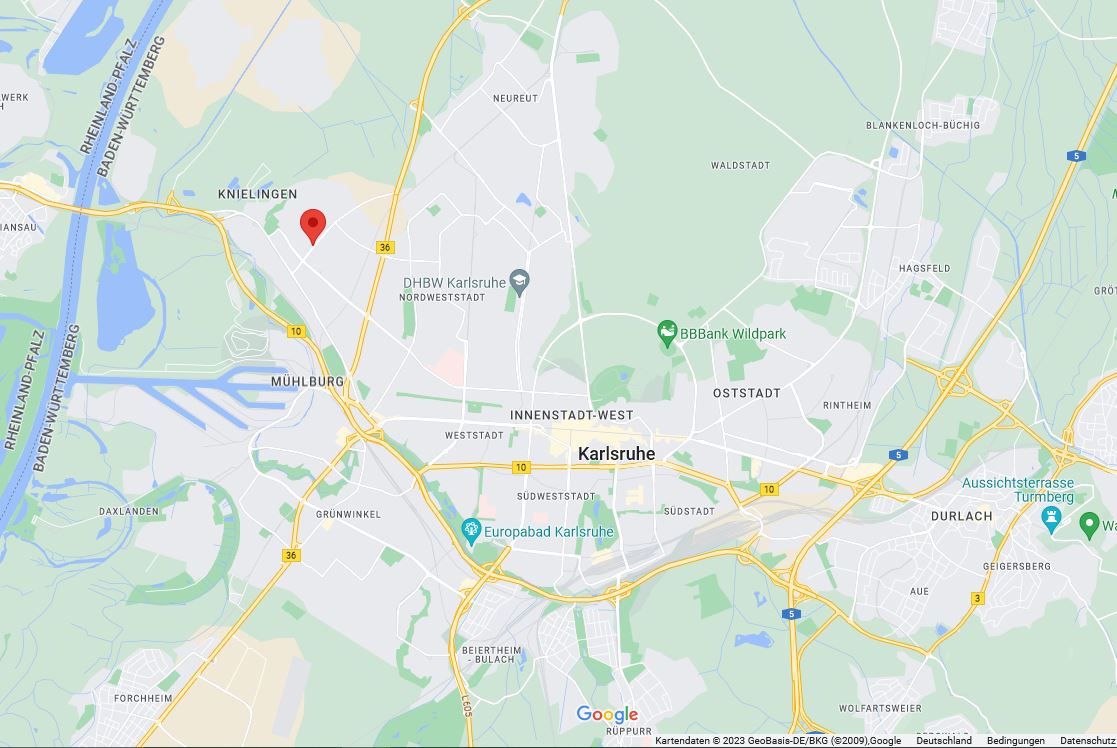 RHEINLAND-PFALZ
BADEN-WÜRTTEMBERG
NEUREUT
BLANKENLOCH-BÜCHIG
WERK
5
WALDSTADT
KNIELINGEN
36
HAGSFELD
DHBW Karlsruhe
NORDWESTSTADT
10
BBBank Wildpark
RHEINLAND-PFALZ
BADEN-WÜRTTEMBERG
MÜHLBURG
OSTSTADT
RINTHEIM
INNENSTADT-WEST
WESTSTADT
Karlsruhe
5
10
10
Aussichtsterrasse
Turmberg
SÜDWESTSTADT
DAXLANDEN
GRÜNWINKEL
SÜDSTADT
DURLACH
Europabad Karlsruhe
36
GEIGERSBERG
AUE
3
5
BEIERTHEIM
- BULACH
FORCHHEIM
L605
WOLFARTSWEIER
Google
RÜPPURR
Kartendaten © 2023 GeoBasis-DE/BKG (©2009),Google Deutschland Bedingungen Datenschutz